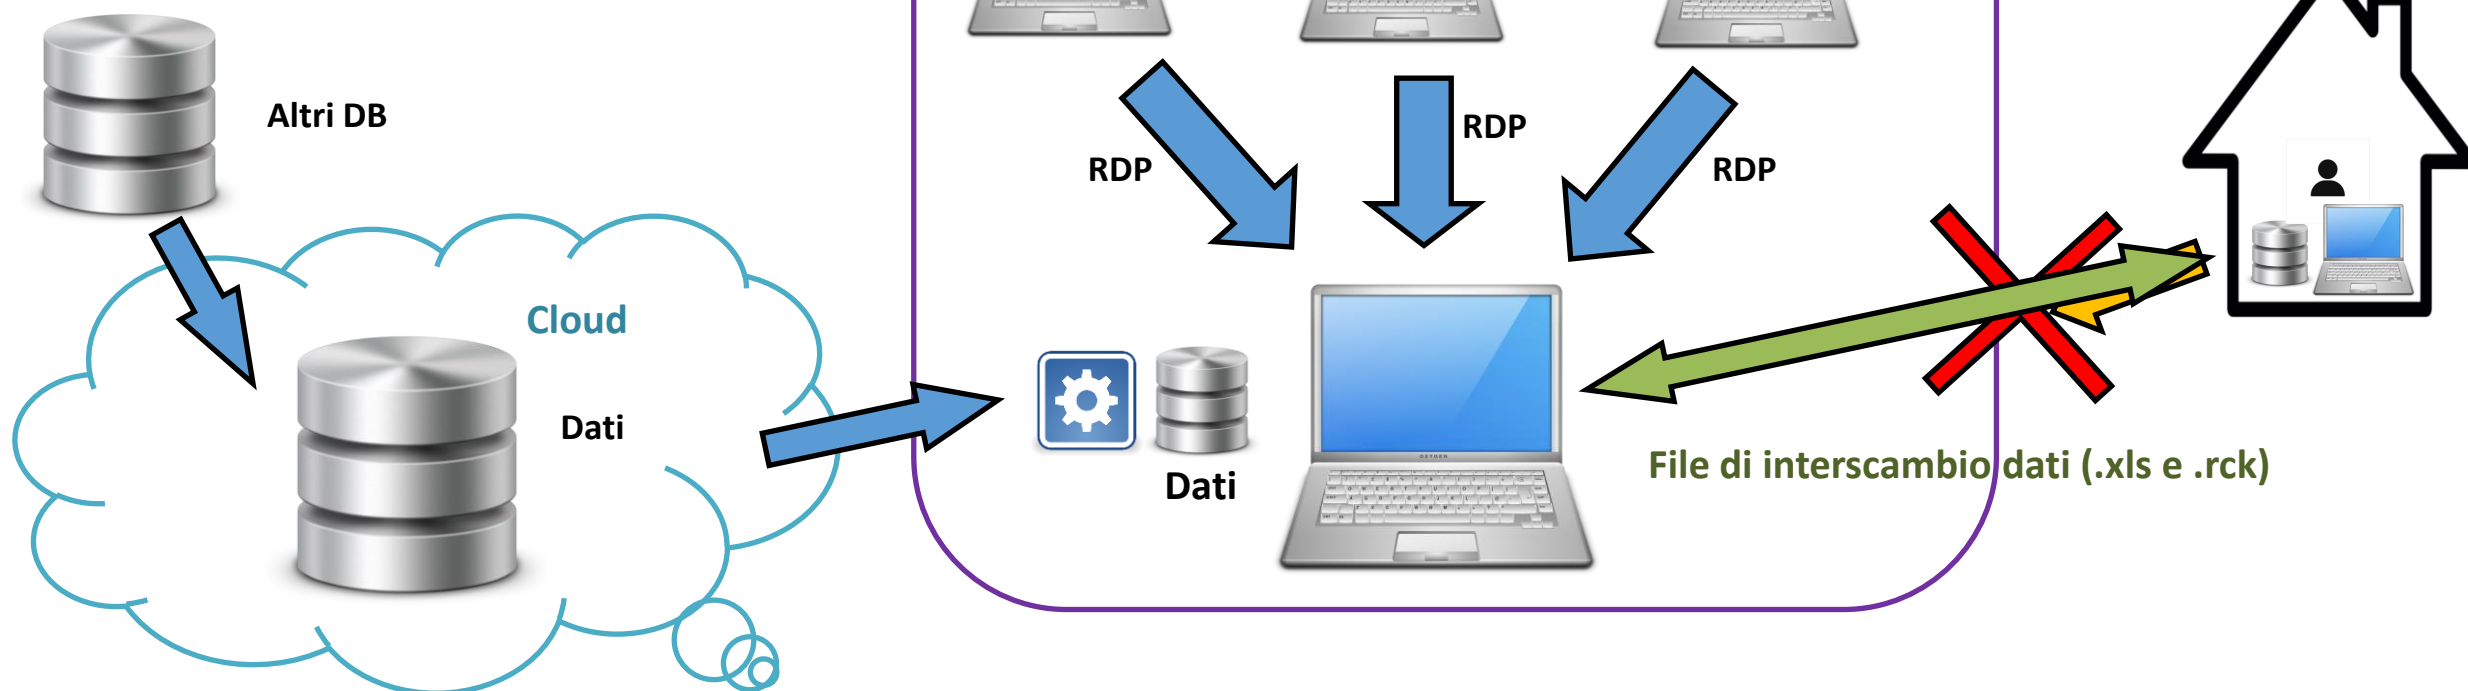 Altri DB
RDP
RDP
RDP
Cloud
Dati
Dati
File di interscambio dati (.xls e .rck)